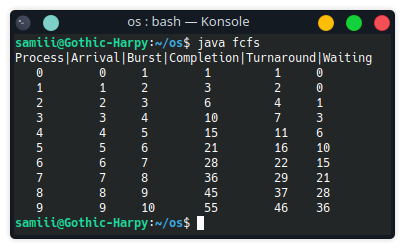 os : bash — Konsole
samiii@Gothic-Harpy:~/os$ java fcfs
Process|Arrival|Burst|Completion|Turnaround|Waiting
0 0 1 1 1 0
1 1 2 3 2 0
2 2 3 6 4 1
3 3 4 10 7 3
4 4 5 15 11 6
5 5 6 21 16 10
6 6 7 28 22 15
7 7 8 36 29 21
8 8 9 45 37 28
9 9 10 55 46 36
samiii@Gothic-Harpy:~/os$